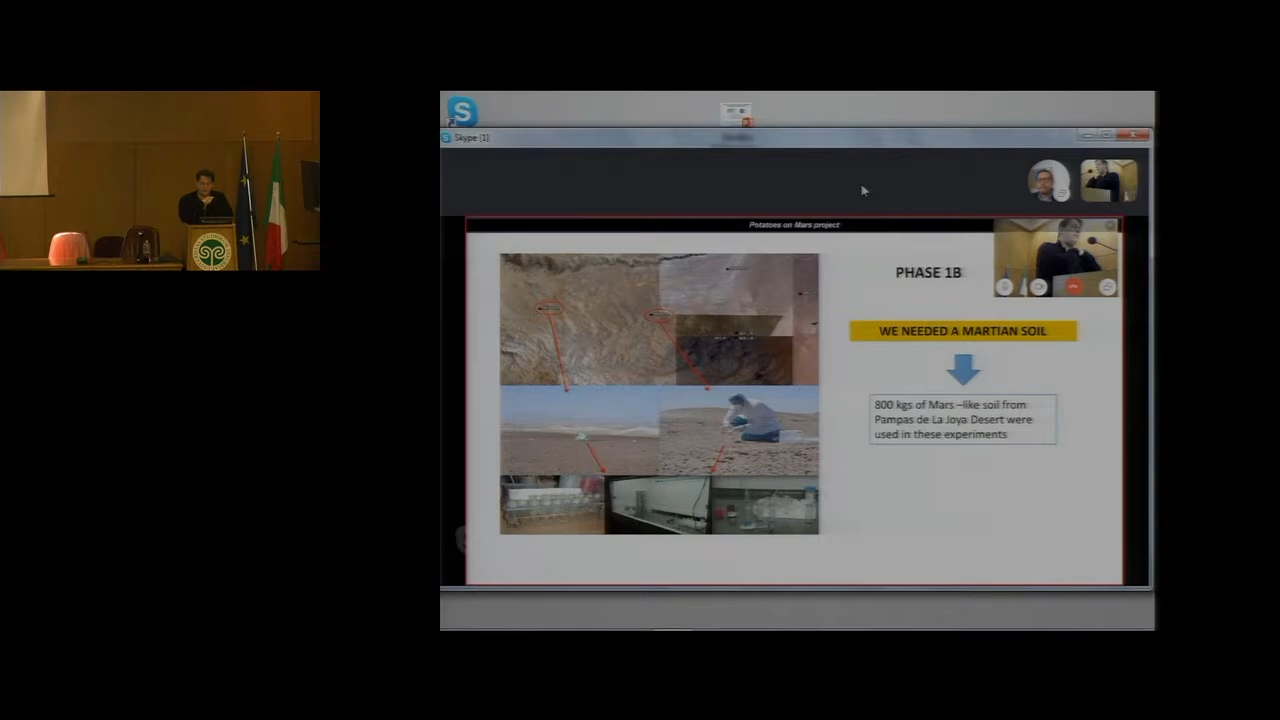 S
Skype [1]
Potatoes on Mars project
PHASE 1B
WE NEEDED A MARTIAN SOIL
800 kgs of Mars –like soil from
Pampas de La Joya Desert were
used in these experiments